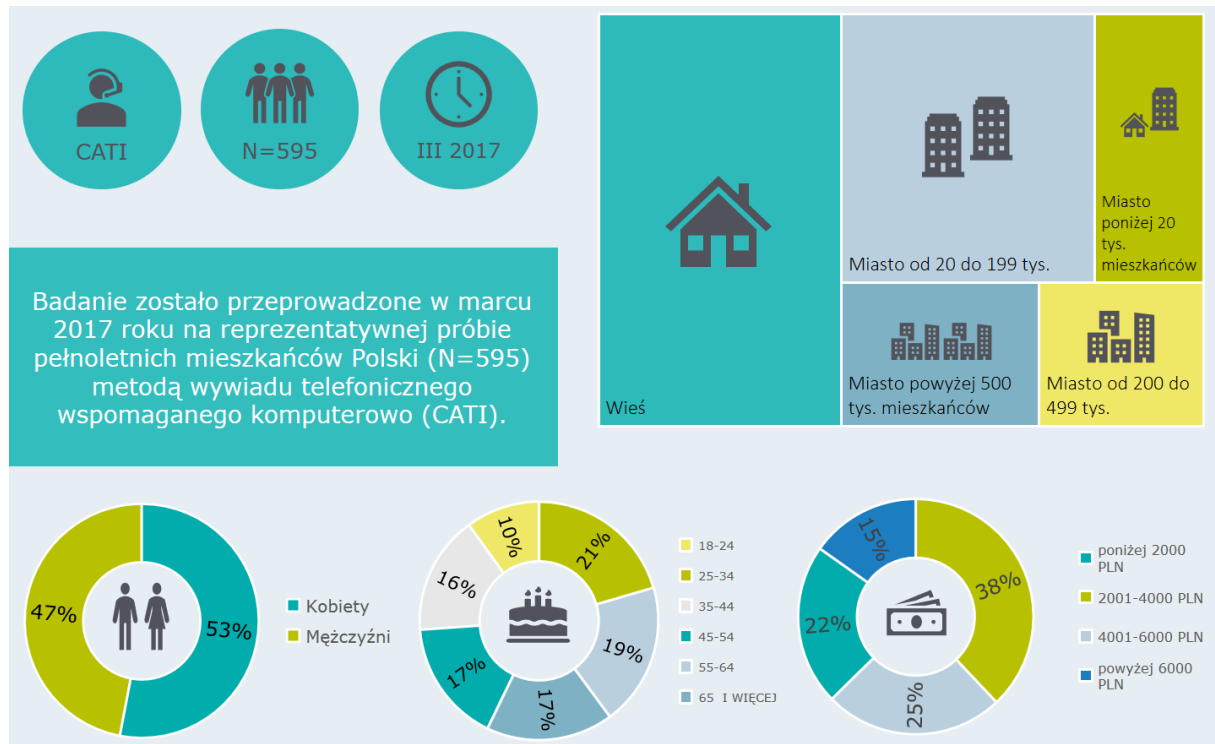 CATI
N=595
III 2017
Badanie zostało przeprowadzone w marcu
2017 roku na reprezentatywnej próbie
pełnoletnich mieszkańców Polski (N=595)
metodą wywiadu telefonicznego
wspomaganego komputerowo (CATI).
Wieś
Miasto od 20 do 199 tys.
Miasto
poniżej 20
tys.
mieszkańców
Miasto powyżej 500
tys. mieszkańców
Miasto od 200 do
499 tys.
47%
53%
Kobiety
Mężczyźni
10%
21%
16%
19%
17%
17%
18-24
25-34
35-44
45-54
55-64
65 I WIĘCEJ
15%
38%
22%
25%
poniżej 2000
PLN
2001-4000 PLN
4001-6000 PLN
powyżej 6000
PLN